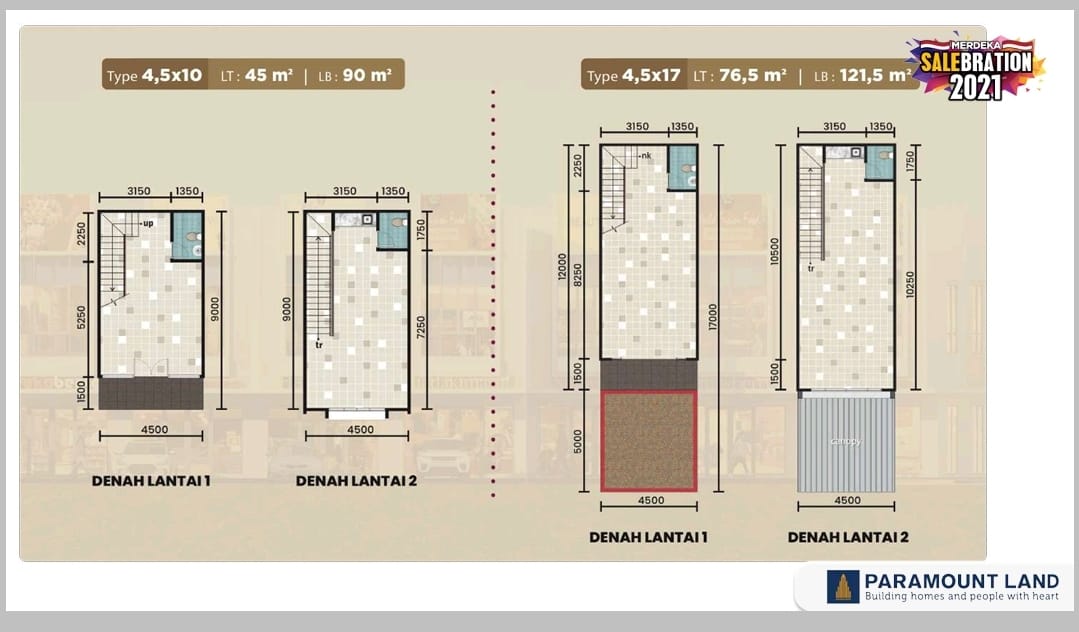 MERDEKA
SALEBRATION
2021
Type 4,5x10 LT : 45 m² | LB : 90 m²
Type 4,5x17 LT : 76,5 m² | LB : 121,5 m²
3150 1350
3150 1350
up
2250
5250
1500
9000
4500
DENAH LANTAI 1
9000
tr
1750
7250
4500
DENAH LANTAI 2
3150 1350
3150 1350
nk
12000
2250
8250
1500
5000
17000
4500
DENAH LANTAI 1
10500
1500
tr
1750
10250
canopy
4500
DENAH LANTAI 2
PARAMOUNT LAND
Building homes and people with heart